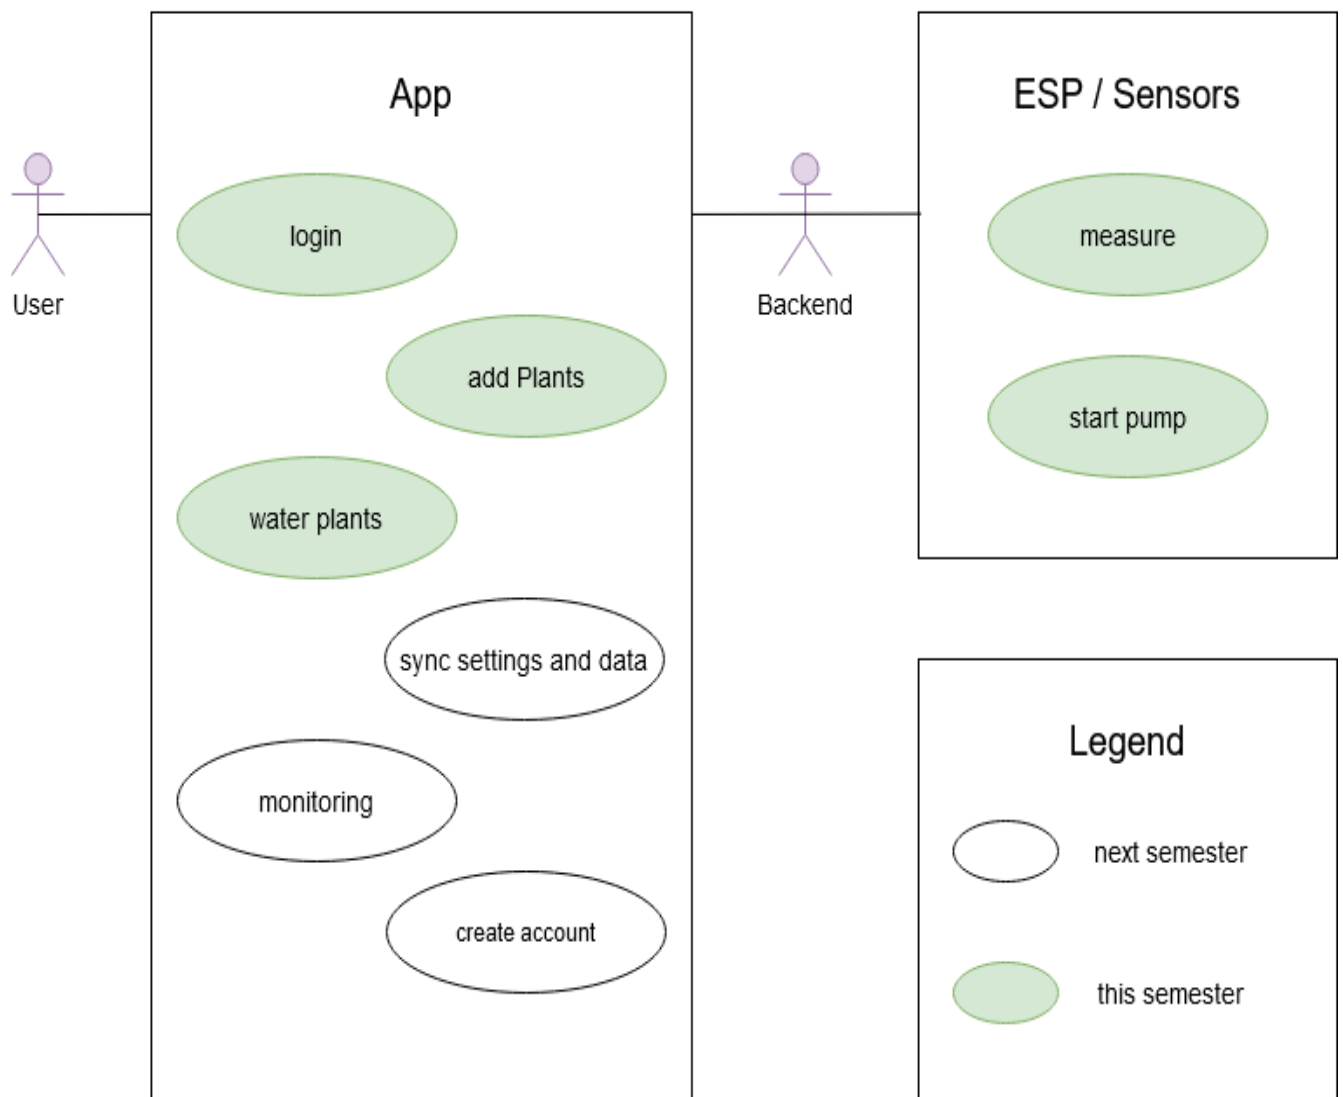 App
ESP / Sensors
login
measure
User
Backend
add Plants
start pump
water plants
sync settings and data
Legend
monitoring
next semester
create account
this semester